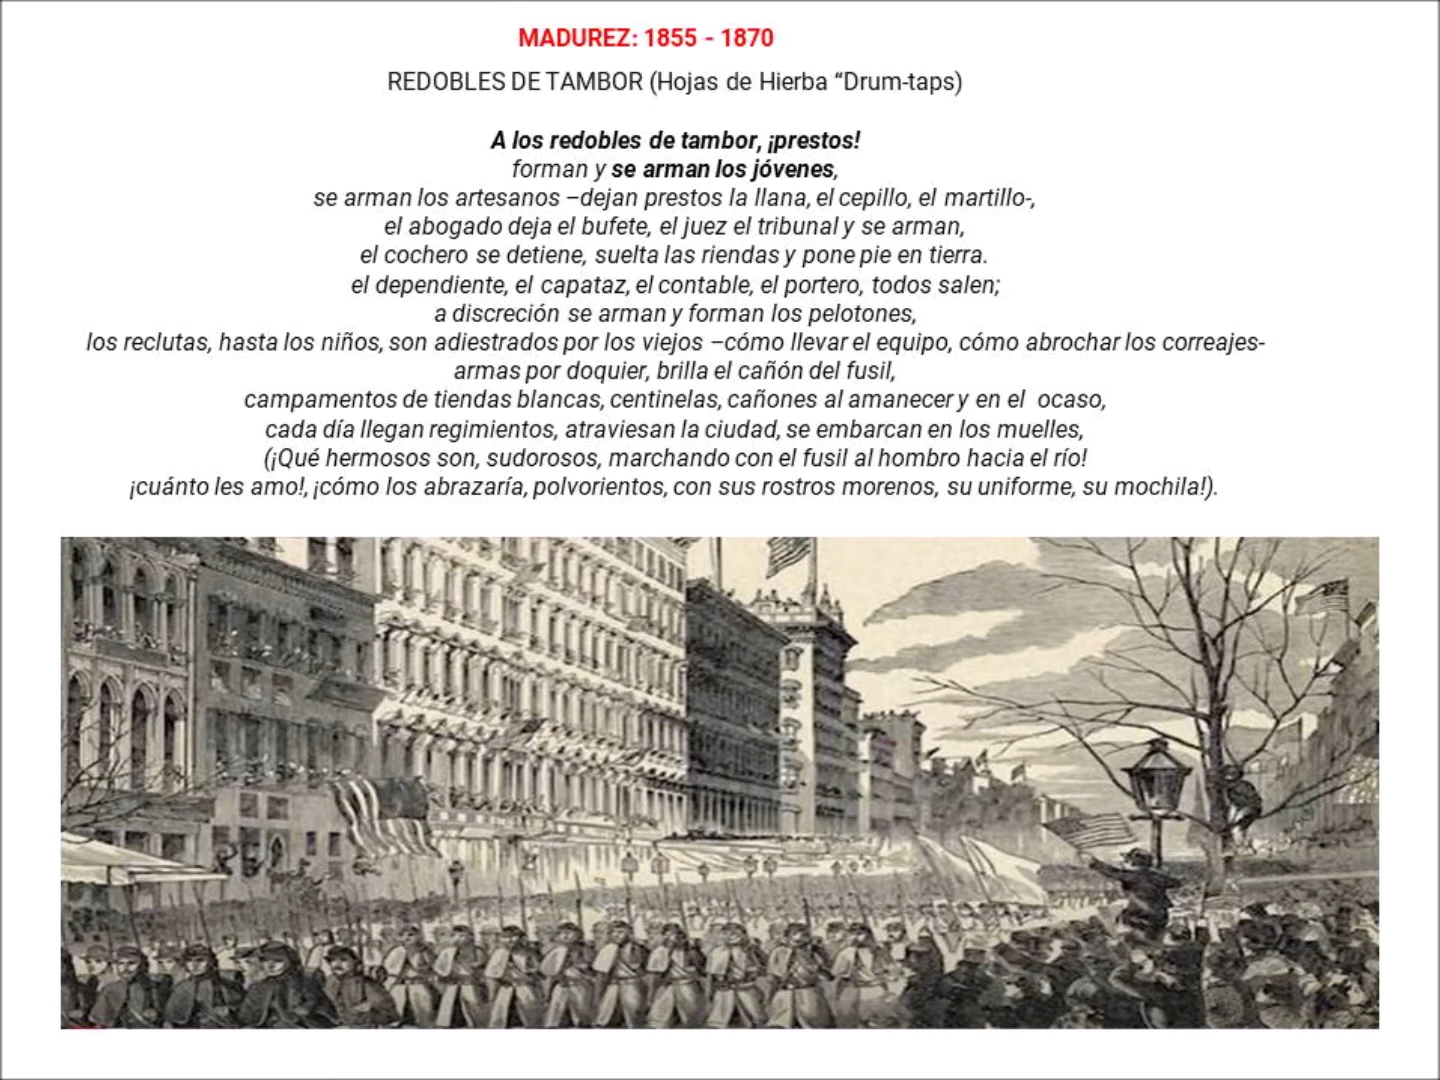 MADUREZ: 1855 - 1870
REDOBLES DE TAMBOR (Hojas de Hierba “Drum-taps)
A los redobles de tambor, ¡prestos!
forman y se arman los jóvenes,
se arman los artesanos –dejan prestos la llana, el cepillo, el martillo-,
el abogado deja el bufete, el juez el tribunal y se arman,
el cochero se detiene, suelta las riendas y pone pie en tierra.
el dependiente, el capataz, el contable, el portero, todos salen;
a discreción se arman y forman los pelotones,
los reclutas, hasta los niños, son adiestrados por los viejos –cómo llevar el equipo, cómo abrochar los correajes-
armas por doquier, brilla el cañón del fusil,
campamentos de tiendas blancas, centinelas, cañones al amanecer y en el ocaso,
cada día llegan regimientos, atraviesan la ciudad, se embarcan en los muelles,
(¡Qué hermosos son, sudorosos, marchando con el fusil al hombro hacia el río!
¡cuánto les amo!, ¡cómo los abrazaría, polvorientos, con sus rostros morenos, su uniforme, su mochila!).